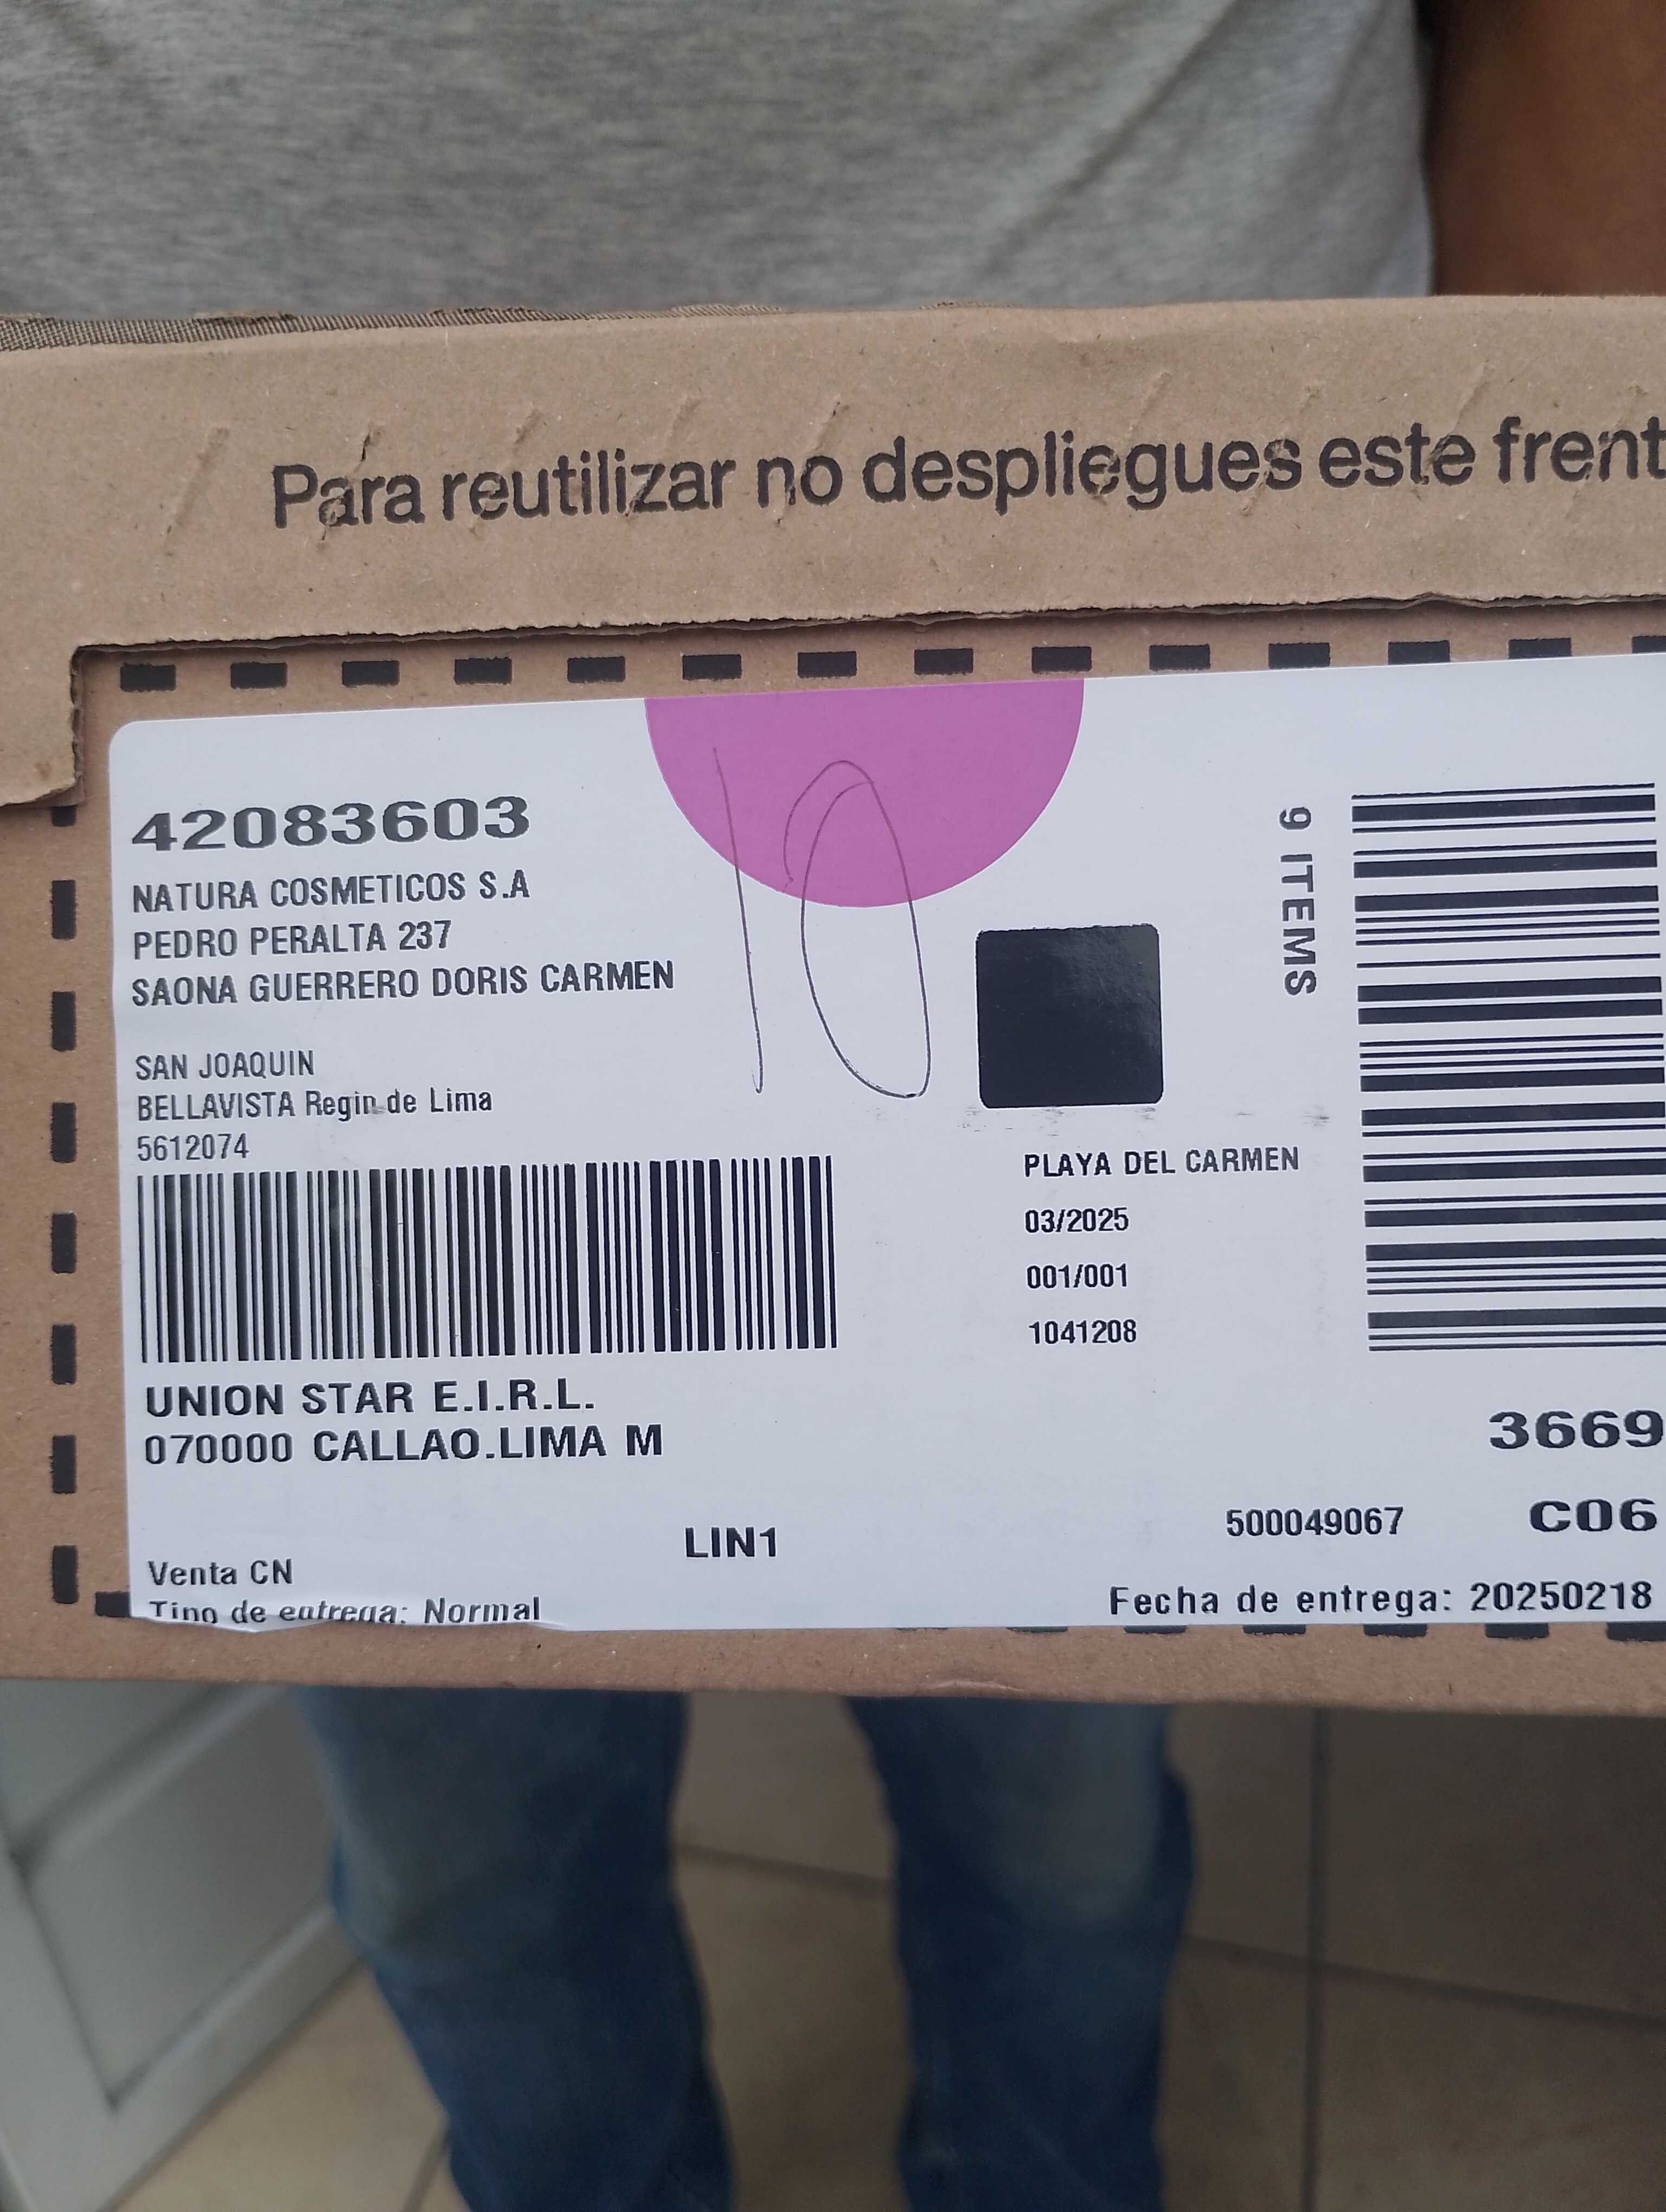 Para reutilizar no despliegues este frent
42083603
NATURA COSMETICOS S.A
PEDRO PERALTA 237
SAONA GUERRERO DORIS CARMEN
10
9 ITEMS
SAN JOAQUIN
BELLAVISTA Regin de Lima
5612074
PLAYA DEL CARMEN
03/2025
001/001
1041208
UNION STAR E.I.R.L.
070000 CALLAO.LIMA M
3669
LIN1
500049067 C06
Venta CN
Tipo de entrega: Normal
Fecha de entrega: 20250218